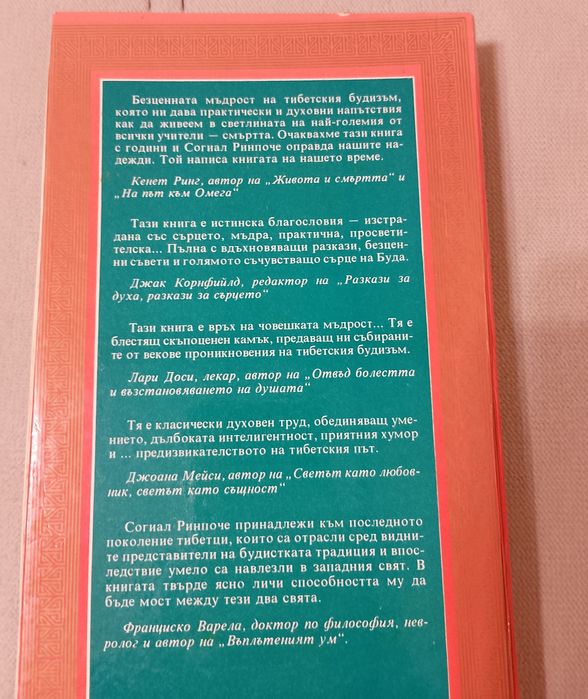 Безценната мъдрост на тибетския будизъм,
която ни дава практически и духовни напътствия
как да живеем в светлината на най-големия от
всички учители — смъртта. Очаквахме тази книга
с години и Согиал Ринпоче оправда нашите на-
дежди. Той написа книгата на нашето време.
Кенет Ринг, автор на „Живота и смъртта“ и
„На път към Омега“
Тази книга е истинска благословия — изстра-
дана със сърцето, мъдра, практична, просвети-
телска... Пълна с вдъхновяващи разкази, безцен-
ни съвети и голямото съчувстващо сърце на Буда.
Джак Корнфийлд, редактор на „Разкази за
духа, разкази за сърцето“
Тази книга е връх на човешката мъдрост... Тя е
блестящ скъпоценен камък, предаващ ни събирани-
те от векове прониквовения на тибетския будизъм.
Лари Доси, лекар, автор на „Отвъд болестта
и възстановяването на душата“
Тя е класически духовен труд, обединяващ уме-
нието, дълбоката интелигентност, приятния хумор
и ... предизвикателството на тибетския път.
Джоана Мейси, автор на „Светът като любов-
ник, светът като същност“
Согиал Ринпоче принадлежи към последното
поколение тибетци, които са отрасли сред видни-
те представители на будистката традиция и впос-
ледствие умело са навлезли в западния свят. В
книгата твърде ясно личи способността му да
бъде мост между тези два свята.
Франциско Варела, доктор по философия, нев-
ролог и автор на „Въплътеният ум“.